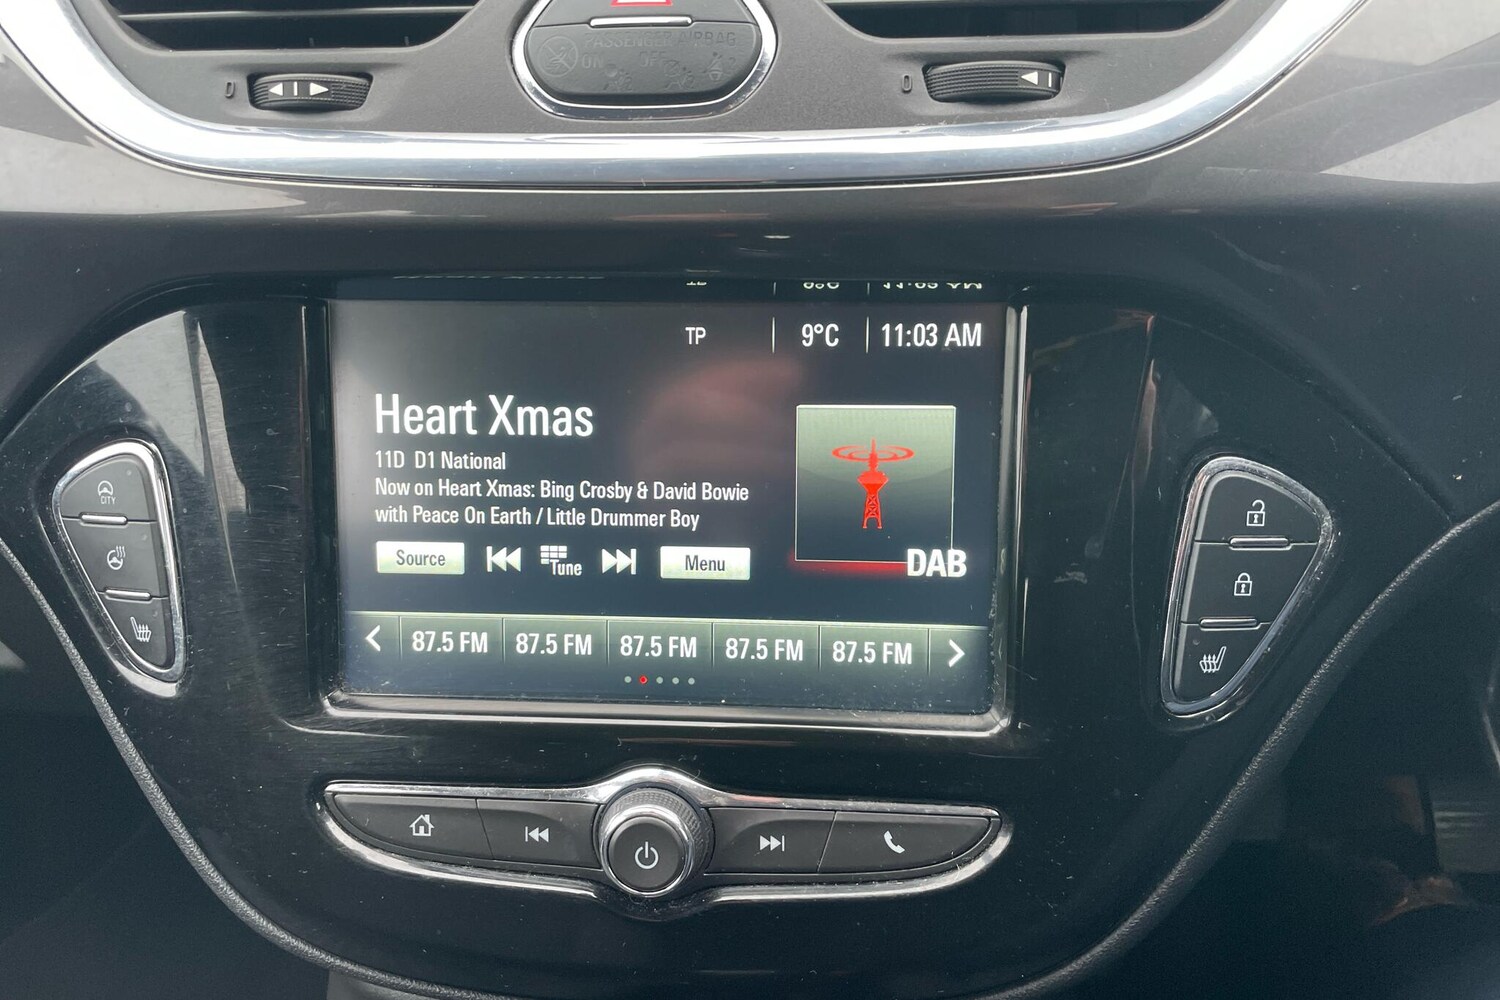 PASSENGER AIRBAG
ON OFF
0
0
TP 9°C 11:03 AM
Heart Xmas
11D D1 National
Now on Heart Xmas: Bing Crosby & David Bowie
with Peace On Earth / Little Drummer Boy
Source Tune Menu
DAB
87.5 FM 87.5 FM 87.5 FM 87.5 FM 87.5 FM
CITY